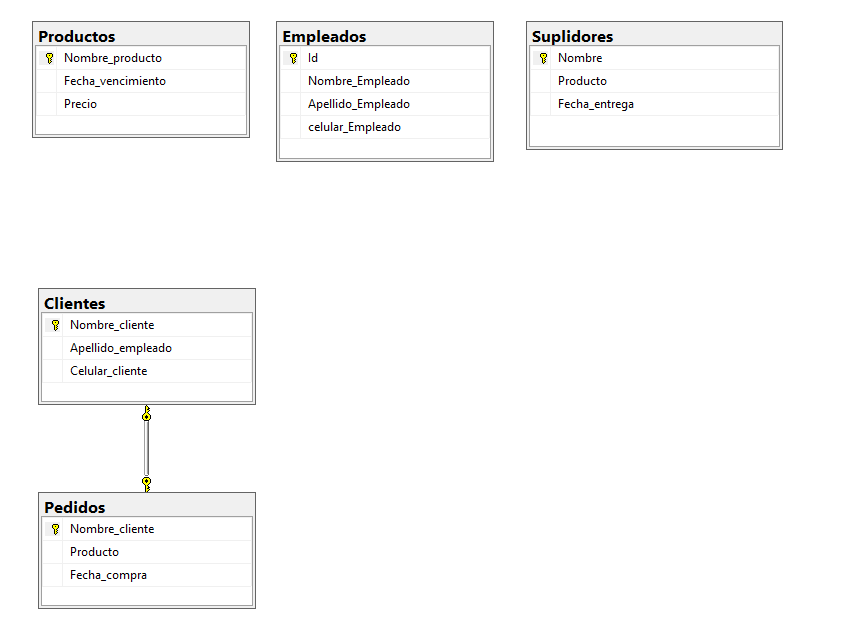 Productos
Nombre_producto
Fecha_vencimiento
Precio
Empleados
Id
Nombre_Empleado
Apellido_Empleado
celular_Empleado
Suplidores
Nombre
Producto
Fecha_entrega
Clientes
Nombre_cliente
Apellido_empleado
Celular_cliente
Pedidos
Nombre_cliente
Producto
Fecha_compra